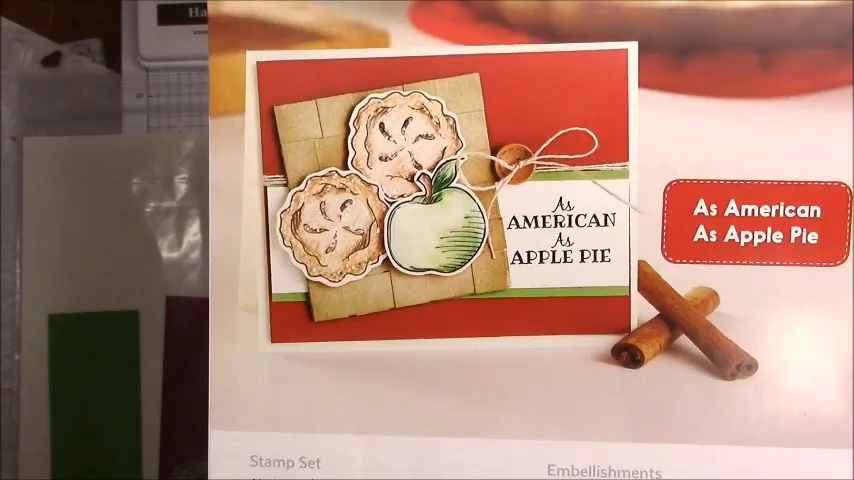 As
AMERICAN
As
APPLE PIE
As American
As Apple Pie
Stamp Set
Embellishments